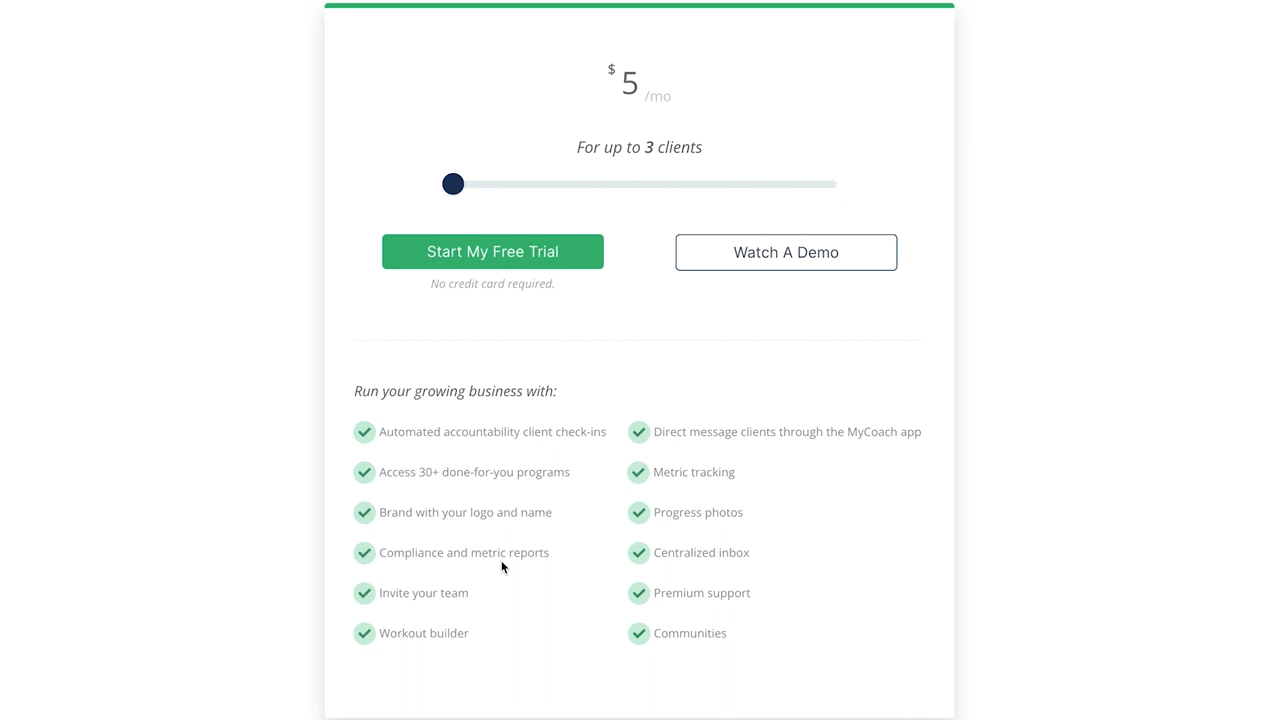 $ 5 /mo
For up to 3 clients
Start My Free Trial
Watch A Demo
No credit card required.
Run your growing business with:
Automated accountability client check-ins
Direct message clients through the MyCoach app
Access 30+ done-for-you programs
Metric tracking
Brand with your logo and name
Progress photos
Compliance and metric reports
Centralized inbox
Invite your team
Premium support
Workout builder
Communities